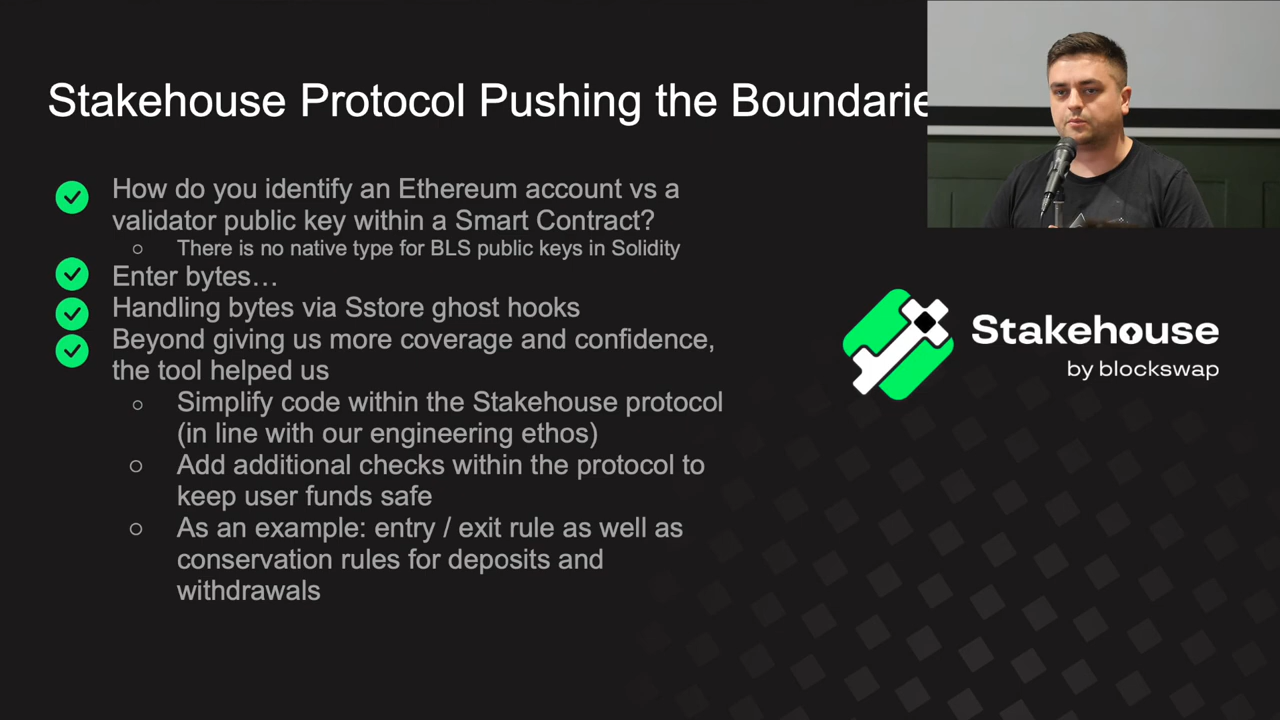 Stakehouse Protocol Pushing the Boundarie
How do you identify an Ethereum account vs a
validator public key within a Smart Contract?
There is no native type for BLS public keys in Solidity
Enter bytes…
Handling bytes via Sstore ghost hooks
Beyond giving us more coverage and confidence,
the tool helped us
Simplify code within the Stakehouse protocol
(in line with our engineering ethos)
Add additional checks within the protocol to
keep user funds safe
As an example: entry / exit rule as well as
conservation rules for deposits and
withdrawals
Stakehouse
by blockswap